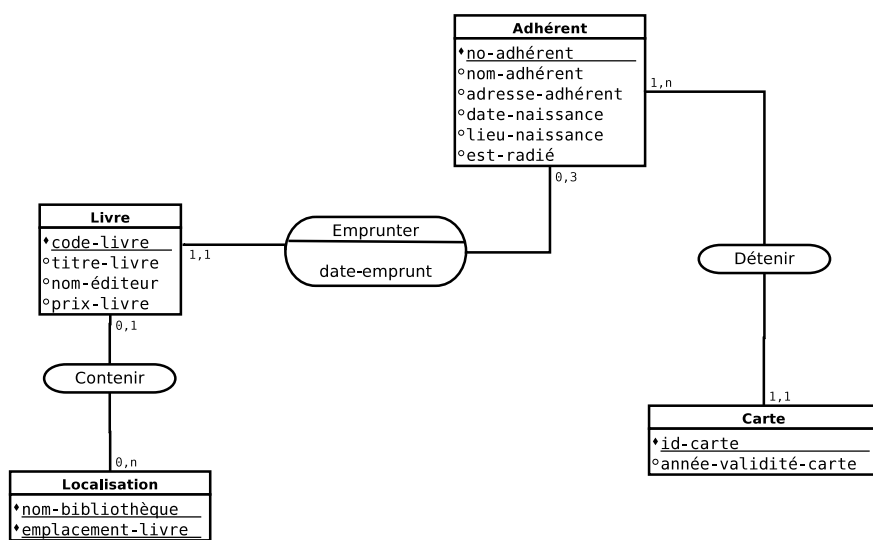 Adhérent
no-adhérent
nom-adhérent
adresse-adhérent
date-naissance
lieu-naissance
est-radié
1,n
0,3
Livre
code-livre
titre-livre
nom-éditeur
prix-livre
1,1
0,1
Emprunter
date-emprunt
Détenir
Contenir
1,1
Carte
id-carte
année-validité-carte
0,n
Localisation
nom-bibliothèque
emplacement-livre